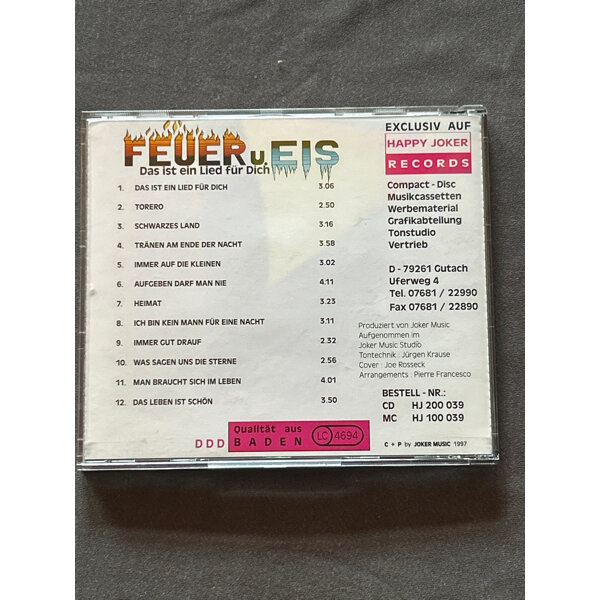 FEUER u. EIS
Das ist ein Lied für Dich
1. DAS IST EIN LIED FÜR DICH 3.06
2. TORERO 2.50
3. SCHWARZES LAND 3.16
4. TRÄNEN AM ENDE DER NACHT 3.58
5. IMMER AUF DIE KLEINEN 3.02
6. AUFGEBEN DARF MAN NIE 4.11
7. HEIMAT 3.23
8. ICH BIN KEIN MANN FÜR EINE NACHT 3.11
9. IMMER GUT DRAUF 2.32
10. WAS SAGEN UNS DIE STERNE 2.56
11. MAN BRAUCHT SICH IM LEBEN 4.01
12. DAS LEBEN IST SCHÖN 3.50
DDD
Qualität aus
BADEN
LC 4694
EXCLUSIV AUF
HAPPY JOKER
RECORDS
Compact - Disc
Musikcassetten
Werbematerial
Grafikabteilung
Tonstudio
Vertrieb
D - 79261 Gutach
Uferweg 4
Tel. 07681 / 22990
Fax 07681 / 22890
Produziert von Joker Music
Aufgenommen im
Joker Music Studio
Tontechnik : Jürgen Krause
Cover : Joe Rosseck
Arrangements : Pierre Francesco
BESTELL - NR.:
CD HJ 200 039
MC HJ 100 039
C + P by JOKER MUSIC 1997